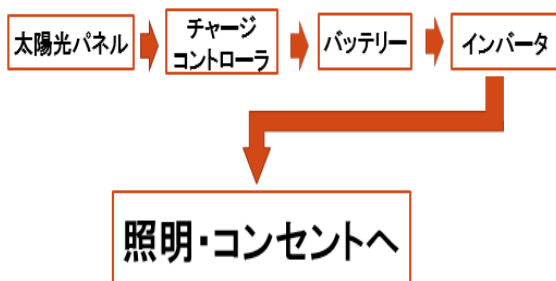 太陽光パネル
チャージ
コントローラ
バッテリー
インバータ
照明・コンセントへ